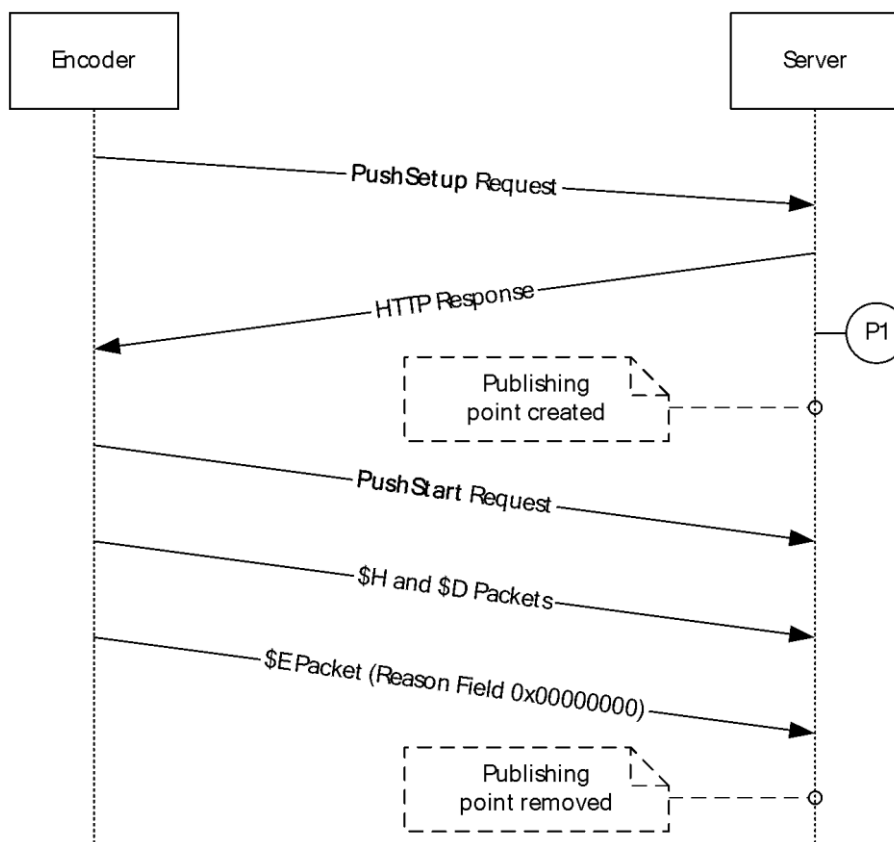 Encoder
Server
PushSetup Request
HTTP Response
P1
Publishing
point created
PushStart Request
$H and $D Packets
$E Packet (Reason Field 0x00000000)
Publishing
point removed